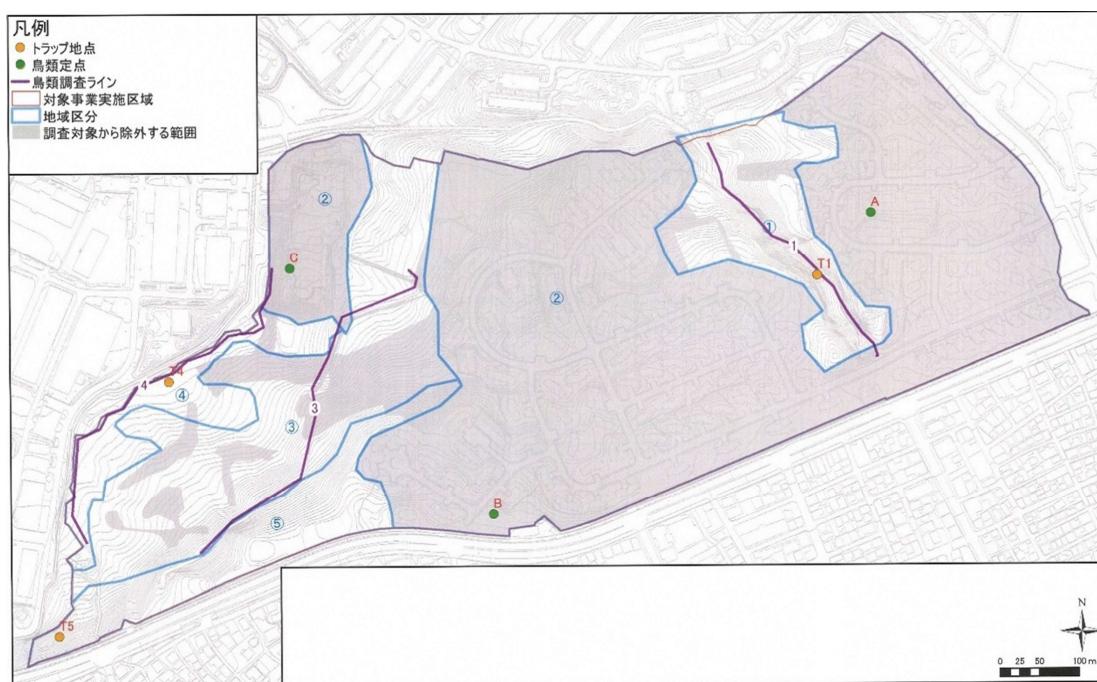 凡例
トラップ地点
鳥類定点
鳥類調査ライン
対象事業実施区域
地域区分
調査対象から除外する範囲
②
A
①
1
C
T1
②
4
T4
④
3
③
B
⑤
T5
N
0 25 50 100 m